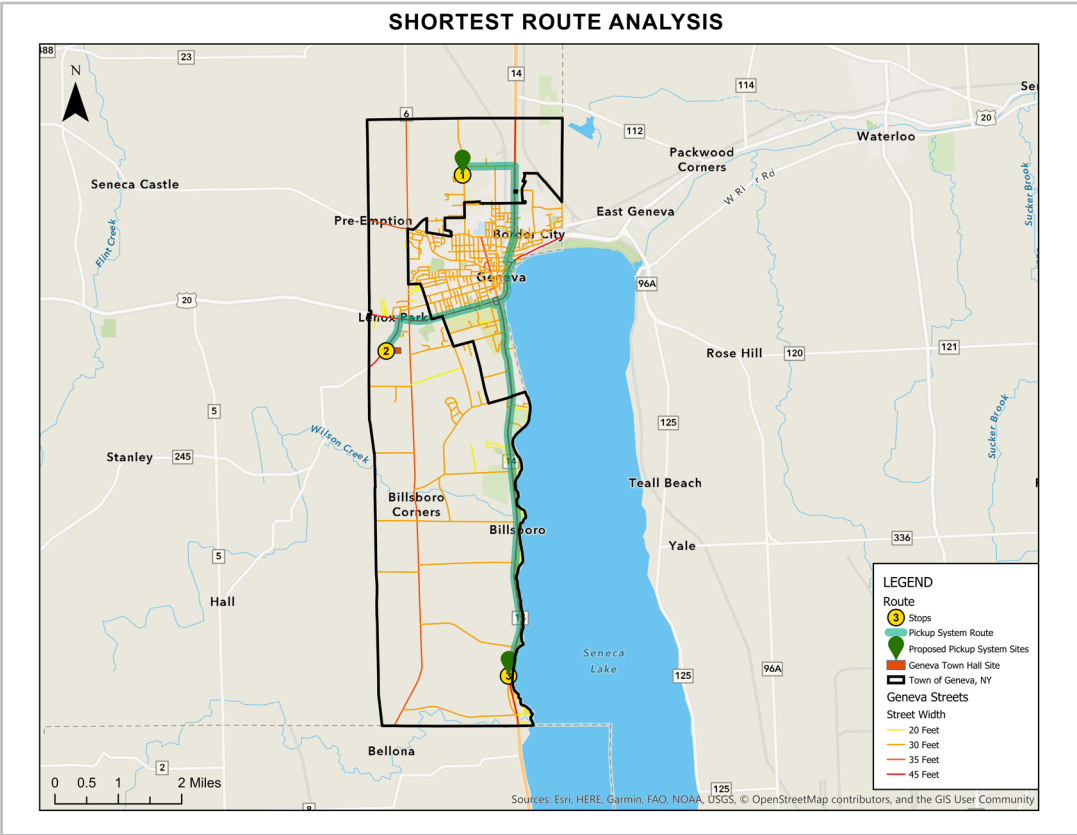 SHORTEST ROUTE ANALYSIS
23
14
114
N
6
20
112
Waterloo
Packwood
Corners
Seneca Castle
Sucker Brook
Pre-Emption
East Geneva
Flint Creek
Border City
Geneva
96A
20
Lenox Park
1
2
Rose Hill
120
121
5
125
Sucker Brook
Wilson Creek
Stanley
245
14
Teall Beach
Billsboro
Corners
Billsboro
336
Yale
5
Hall
Seneca
Lake
3
125
96A
Bellona
2
125
0 0.5 1 2 Miles
LEGEND
Route
3 Stops
Pickup System Route
Proposed Pickup System Sites
Geneva Town Hall Site
Town of Geneva, NY
Geneva Streets
Street Width
20 Feet
30 Feet
35 Feet
45 Feet
Sources: Esri, HERE, Garmin, FAO, NOAA, USGS, © OpenStreetMap contributors, and the GIS User Community